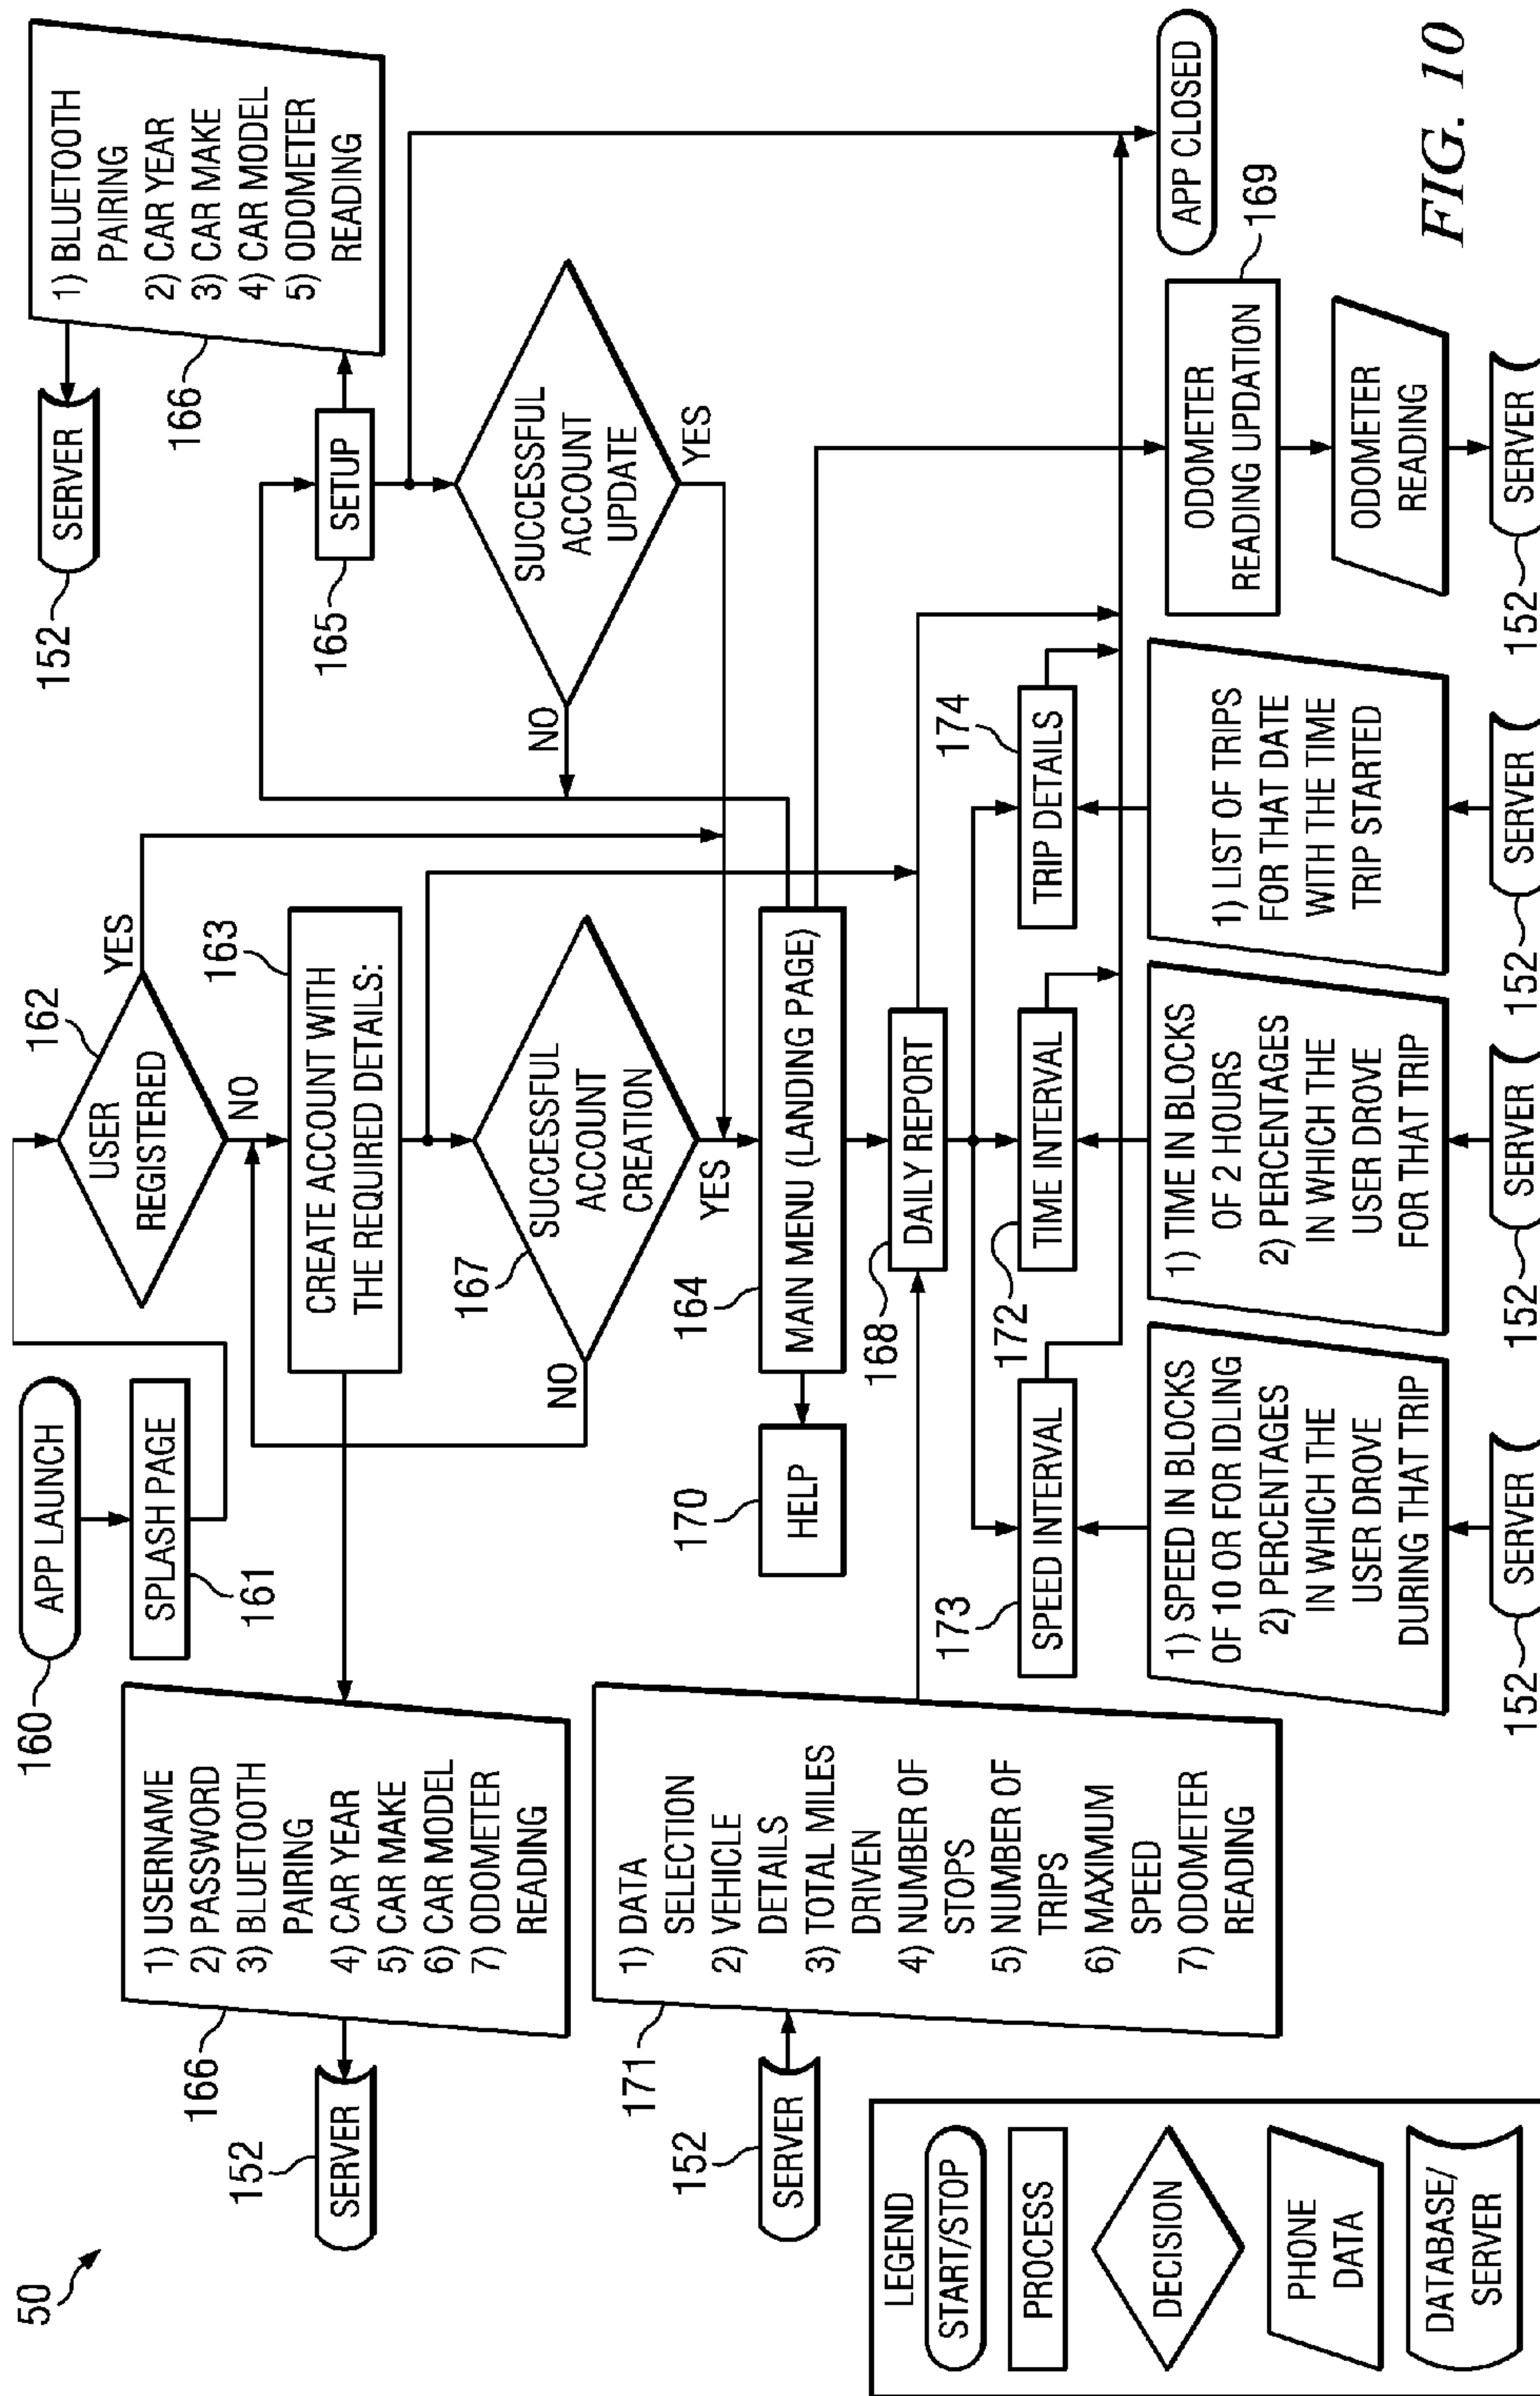 50
160
APP LAUNCH
SPLASH PAGE
161
162
USER
REGISTERED
YES
NO
163
CREATE ACCOUNT WITH
THE REQUIRED DETAILS:
1) USERNAME
2) PASSWORD
3) BLUETOOTH
PAIRING
4) CAR YEAR
5) CAR MAKE
6) CAR MODEL
7) ODOMETER
READING
166
152
SERVER
167
SUCCESSFUL
ACCOUNT
CREATION
NO
YES
152
SERVER
1) BLUETOOTH
PAIRING
2) CAR YEAR
3) CAR MAKE
4) CAR MODEL
5) ODOMETER
READING
166
SETUP
165
SUCCESSFUL
ACCOUNT
UPDATE
NO
YES
164
MAIN MENU (LANDING PAGE)
170
HELP
152
SERVER
171
1) DATA
SELECTION
2) VEHICLE
DETAILS
3) TOTAL MILES
DRIVEN
4) NUMBER OF
STOPS
5) NUMBER OF
TRIPS
6) MAXIMUM
SPEED
7) ODOMETER
READING
168
DAILY REPORT
173
SPEED INTERVAL
172
TIME INTERVAL
174
TRIP DETAILS
APP CLOSED
1) SPEED IN BLOCKS
OF 10 OR FOR IDLING
2) PERCENTAGES
IN WHICH THE
USER DROVE
DURING THAT TRIP
1) TIME IN BLOCKS
OF 2 HOURS
2) PERCENTAGES
IN WHICH THE
USER DROVE
FOR THAT TRIP
1) LIST OF TRIPS
FOR THAT DATE
WITH THE TIME
TRIP STARTED
ODOMETER
READING UPDATION
169
ODOMETER
READING
152
SERVER
152
SERVER
152
SERVER
152
SERVER
LEGEND
START/STOP
PROCESS
DECISION
PHONE
DATA
DATABASE/
SERVER
FIG. 10